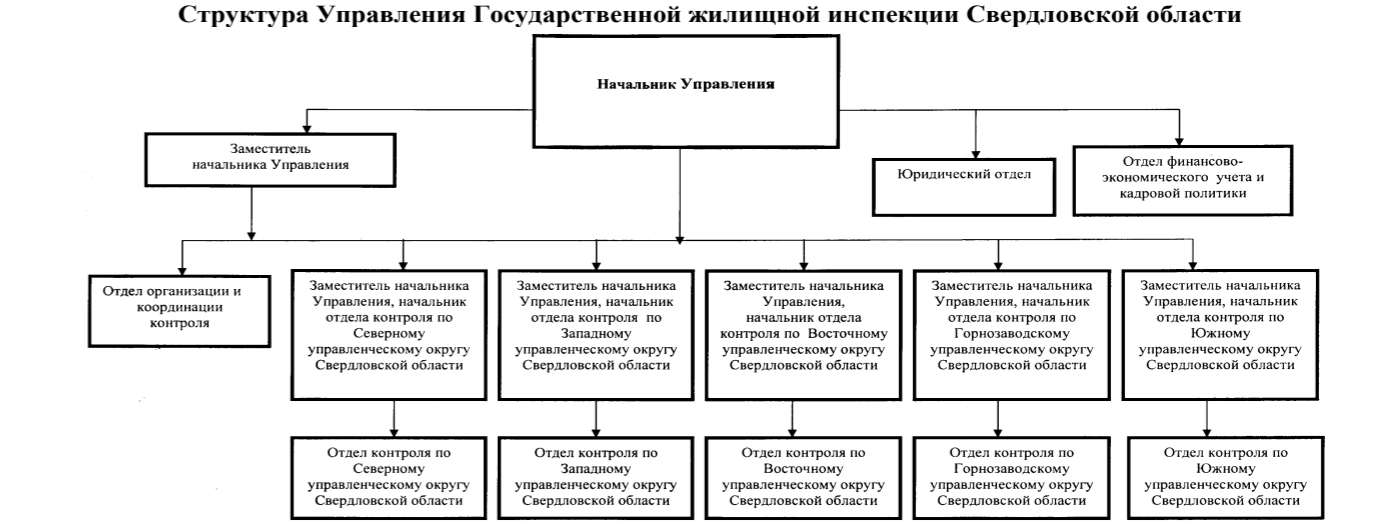 Структура Управления Государственной жилищной инспекции Свердловской области
Начальник Управления
Заместитель
начальника Управления
Юридический отдел
Отдел финансово-
экономического учета и
кадровой политики
Отдел организации и
координации
контроля
Заместитель начальника
Управления, начальник
отдела контроля по
Северному
управленческому округу
Свердловской области
Заместитель начальника
Управления, начальник
отдела контроля по
Западному
управленческому округу
Свердловской области
Заместитель начальника
Управления,
начальник отдела
контроля по Восточному
управленческому округу
Свердловской области
Заместитель начальника
Управления, начальник
отдела контроля по
Горнозаводскому
управленческому округу
Свердловской области
Заместитель начальника
Управления, начальник
отдела контроля по
Южному
управленческому округу
Свердловской области
Отдел контроля по
Северному
управленческому округу
Свердловской области
Отдел контроля по
Западному
управленческому округу
Свердловской области
Отдел контроля по
Восточному
управленческому округу
Свердловской области
Отдел контроля по
Горнозаводскому
управленческому округу
Свердловской области
Отдел контроля по
Южному
управленческому округу
Свердловской области